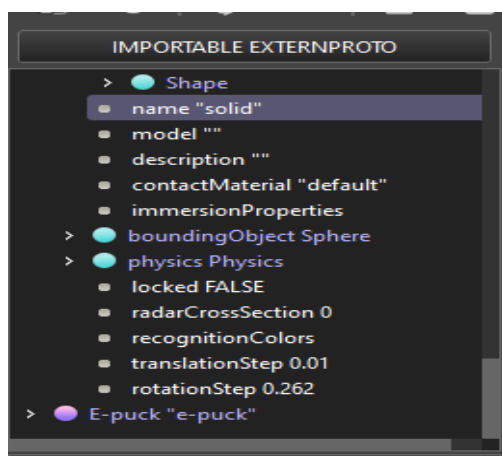 IMPORTABLE EXTERNPROTO
Shape
name "solid"
model ""
description ""
contactMaterial "default"
immersionProperties
boundingObject Sphere
physics Physics
locked FALSE
radarCrossSection 0
recognitionColors
translationStep 0.01
rotationStep 0.262
E-puck "e-puck"